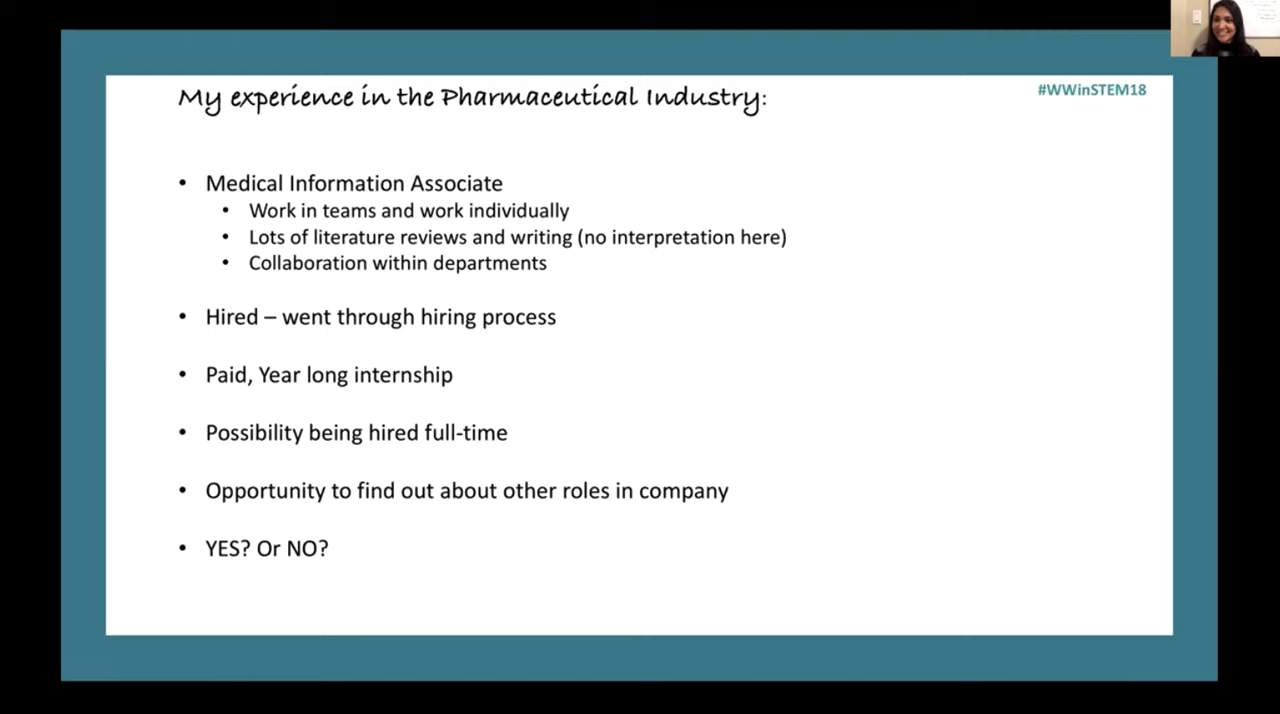 My experience in the Pharmaceutical Industry:
#WWinSTEM18
• Medical Information Associate
• Work in teams and work individually
• Lots of literature reviews and writing (no interpretation here)
• Collaboration within departments
• Hired – went through hiring process
• Paid, Year long internship
• Possibility being hired full-time
• Opportunity to find out about other roles in company
• YES? Or NO?